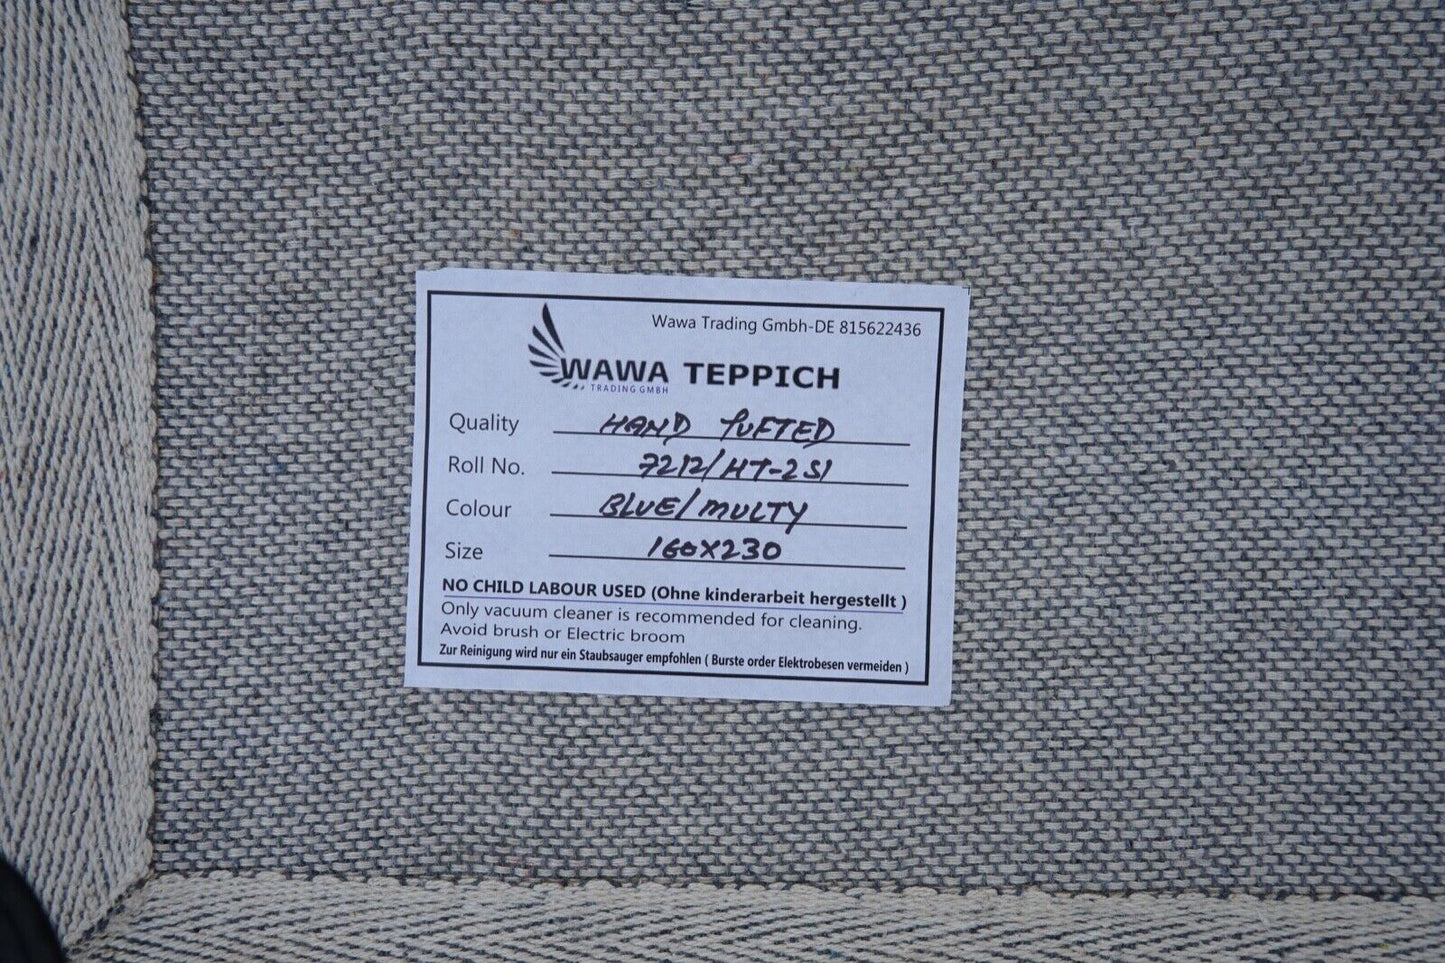 Wawa Trading Gmbh-DE 815622436
WAWA TEPPICH
TRADING GMBH
Quality HAND TUFTED
Roll No. 7212/HT-251
Colour BLUE/MULTY
Size 160X230
NO CHILD LABOUR USED (Ohne kinderarbeit hergestellt )
Only vacuum cleaner is recommended for cleaning.
Avoid brush or Electric broom
Zur Reinigung wird nur ein Staubsauger empfohlen ( Burste order Elektrobesen vermeiden )